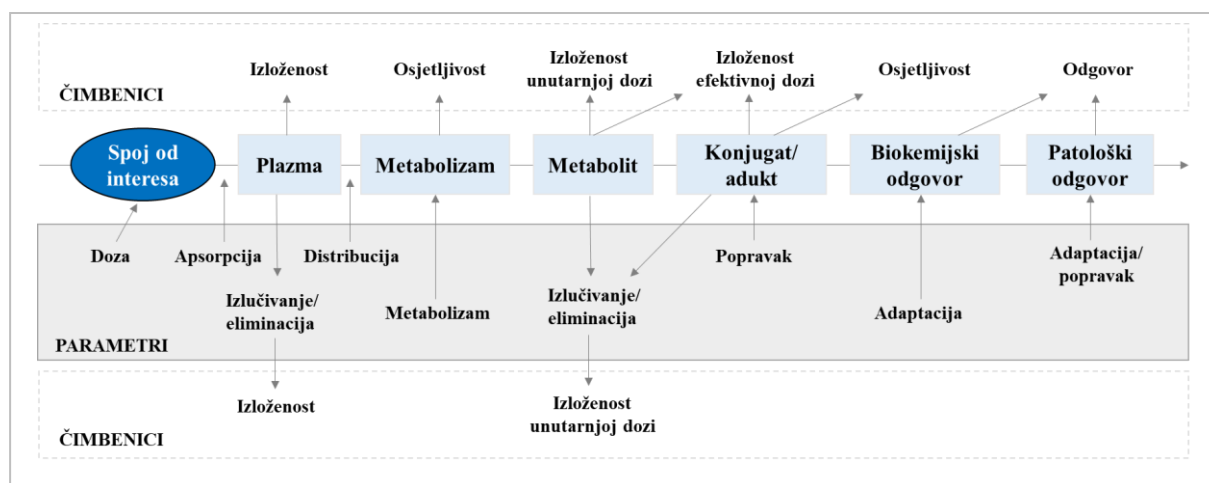 Izloženost
Osjetljivost
Izloženost
unutarnjoj dozi
Izloženost
efektivnoj dozi
Osjetljivost
Odgovor
ČIMBENICI
Spoj od
interesa
Plazma
Metabolizam
Metabolit
Konjugat/
adukt
Biokemijski
odgovor
Patološki
odgovor
Doza
Apsorpcija
Distribucija
Popravak
Adaptacija/
popravak
Izlučivanje/
eliminacija
Metabolizam
Izlučivanje/
eliminacija
Adaptacija
PARAMETRI
Izloženost
Izloženost
unutarnjoj dozi
ČIMBENICI